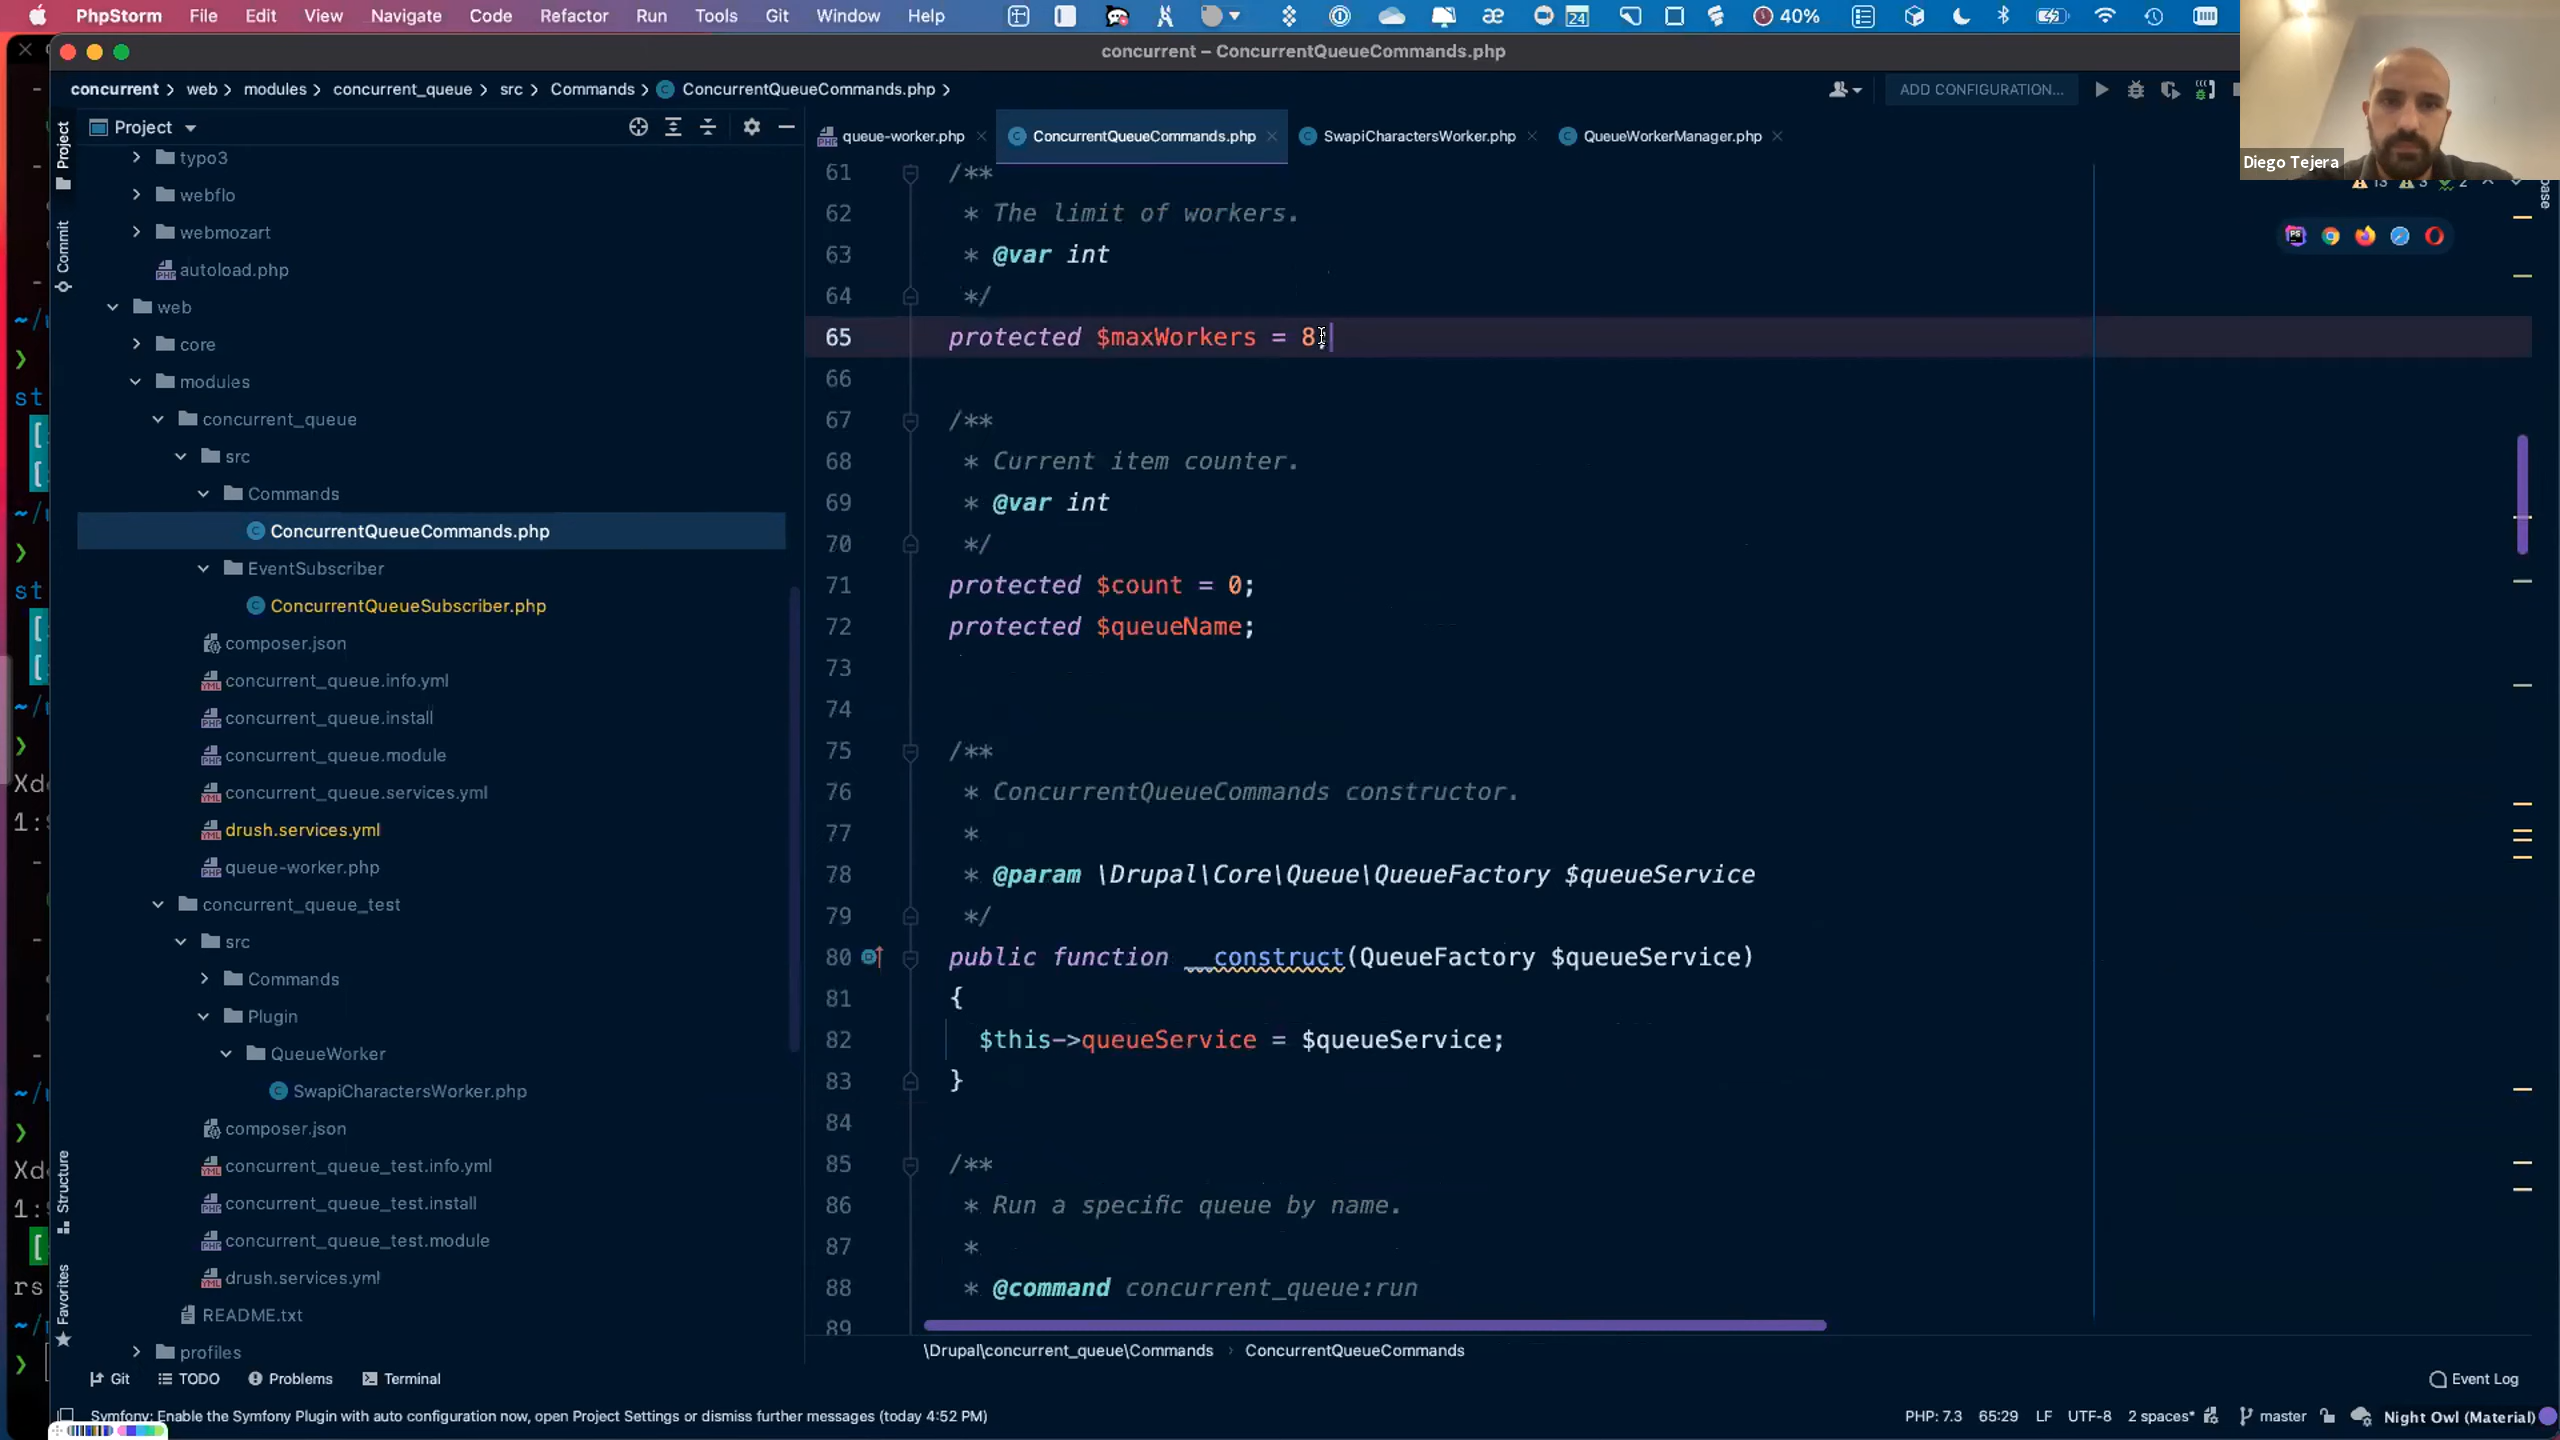 PhpStorm File Edit View Navigate Code Refactor Run Tools Git Window Help 24 40%
concurrent – ConcurrentQueueCommands.php
concurrent web modules concurrent_queue src Commands ConcurrentQueueCommands.php ADD CONFIGURATION...
Project
queue-worker.php ConcurrentQueueCommands.php SwapiCharactersWorker.php QueueWorkerManager.php
Diego Tejera
13 3 2
Project
Commit
Structure
Favorites
base
typo3
webflo
webmozart
autoload.php
web
core
modules
concurrent_queue
src
Commands
ConcurrentQueueCommands.php
EventSubscriber
ConcurrentQueueSubscriber.php
composer.json
concurrent_queue.info.yml
concurrent_queue.install
concurrent_queue.module
concurrent_queue.services.yml
drush.services.yml
queue-worker.php
concurrent_queue_test
src
Commands
Plugin
QueueWorker
SwapiCharactersWorker.php
composer.json
concurrent_queue_test.info.yml
concurrent_queue_test.install
concurrent_queue_test.module
drush.services.yml
README.txt
profiles
61 /**
62 * The limit of workers.
63 * @var int
64 */
65 protected $maxWorkers = 8;
66
67 /**
68 * Current item counter.
69 * @var int
70 */
71 protected $count = 0;
72 protected $queueName;
73
74
75 /**
76 * ConcurrentQueueCommands constructor.
77 *
78 * @param \Drupal\Core\Queue\QueueFactory $queueService
79 */
80 public function __construct(QueueFactory $queueService)
81 {
82 $this->queueService = $queueService;
83 }
84
85 /**
86 * Run a specific queue by name.
87 *
88 * @command concurrent_queue:run
89
\Drupal\concurrent_queue\Commands ConcurrentQueueCommands
Git TODO Problems Terminal Event Log
Symfony: Enable the Symfony Plugin with auto configuration now, open Project Settings or dismiss further messages (today 4:52 PM) PHP: 7.3 65:29 LF UTF-8 2 spaces* master Night Owl (Material)